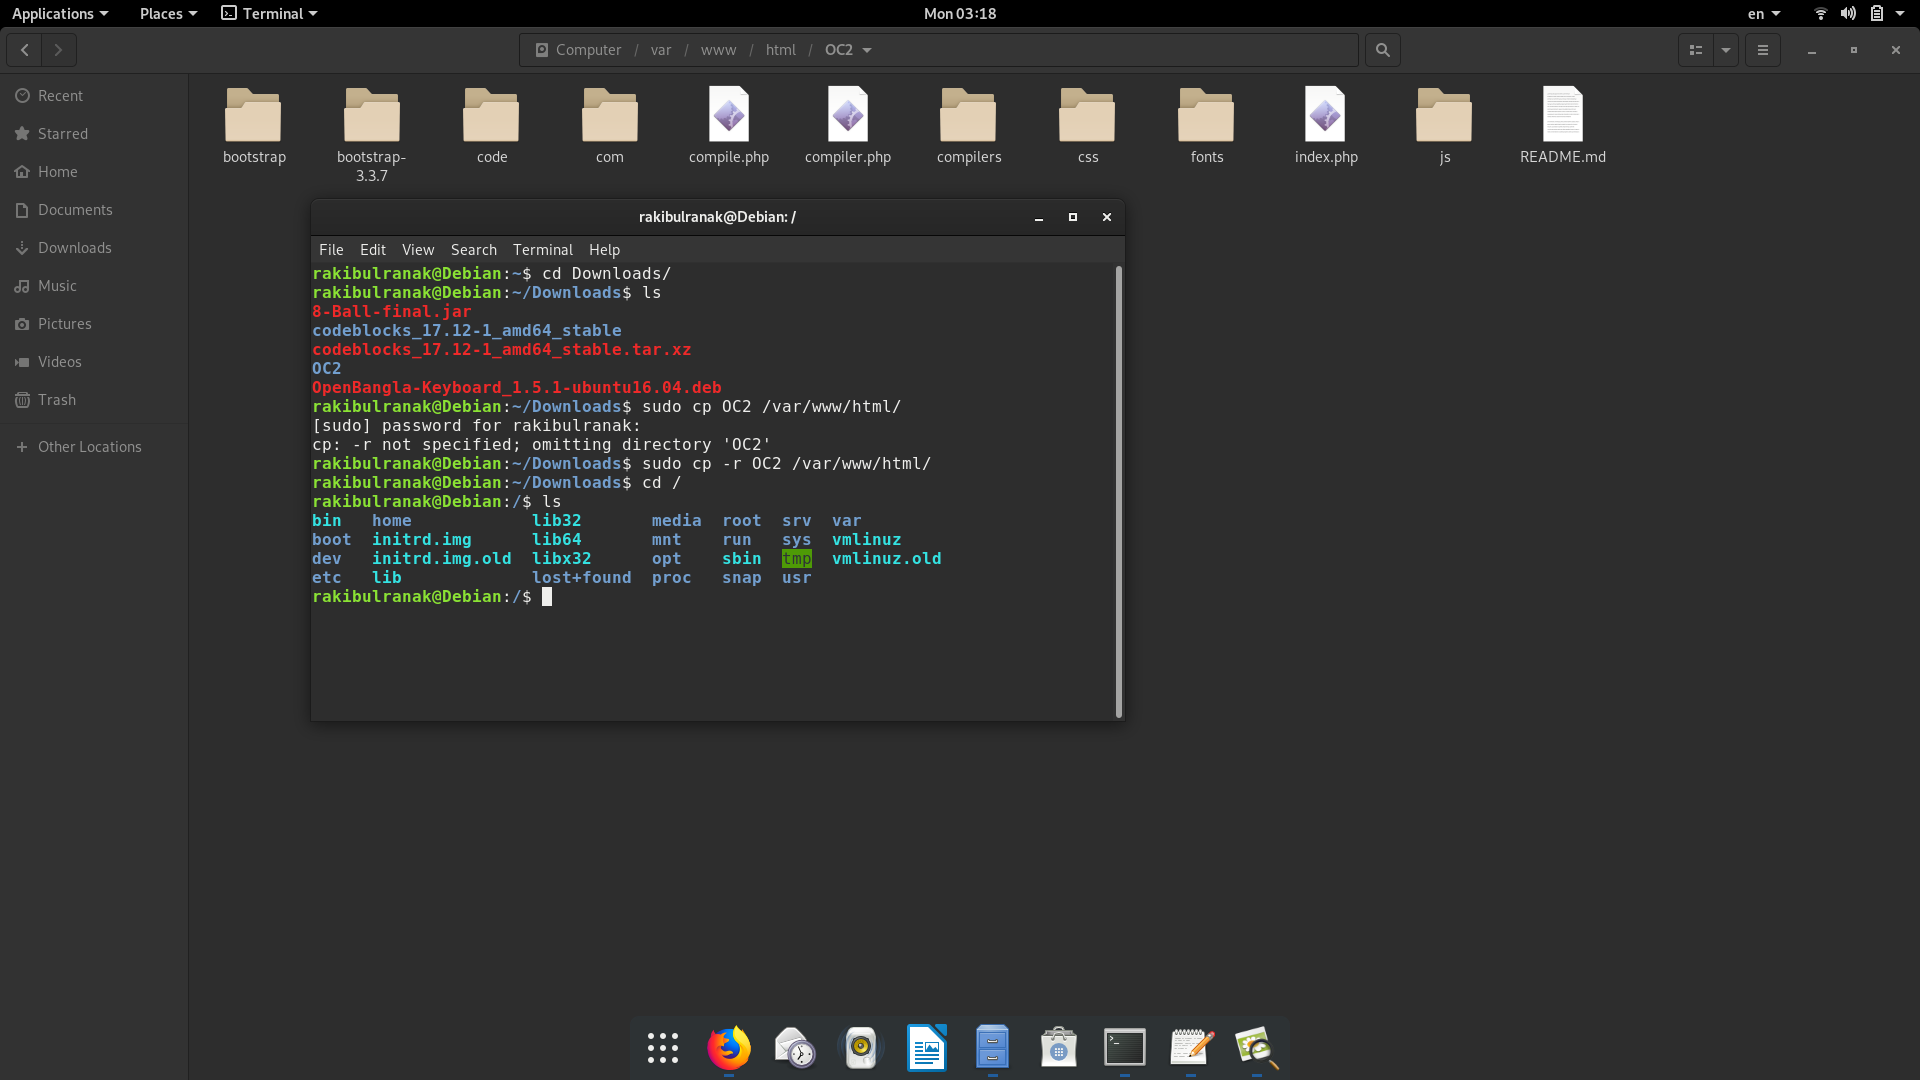 Applications Places Terminal Mon 03:18 en
Computer / var / www / html / OC2
Recent
Starred
Home
Documents
Downloads
Music
Pictures
Videos
Trash
Other Locations
bootstrap bootstrap-3.3.7 code com compile.php compiler.php compilers css fonts index.php js README.md
rakibulranak@Debian: /
File Edit View Search Terminal Help
rakibulranak@Debian:~$ cd Downloads/
rakibulranak@Debian:~/Downloads$ ls
8-Ball-final.jar
codeblocks_17.12-1_amd64_stable
codeblocks_17.12-1_amd64_stable.tar.xz
OC2
OpenBangla-Keyboard_1.5.1-ubuntu16.04.deb
rakibulranak@Debian:~/Downloads$ sudo cp OC2 /var/www/html/
[sudo] password for rakibulranak:
cp: -r not specified; omitting directory 'OC2'
rakibulranak@Debian:~/Downloads$ sudo cp -r OC2 /var/www/html/
rakibulranak@Debian:~/Downloads$ cd /
rakibulranak@Debian:/$ ls
bin home lib32 media root srv var
boot initrd.img lib64 mnt run sys vmlinuz
dev initrd.img.old libx32 opt sbin tmp vmlinuz.old
etc lib lost+found proc snap usr
rakibulranak@Debian:/$